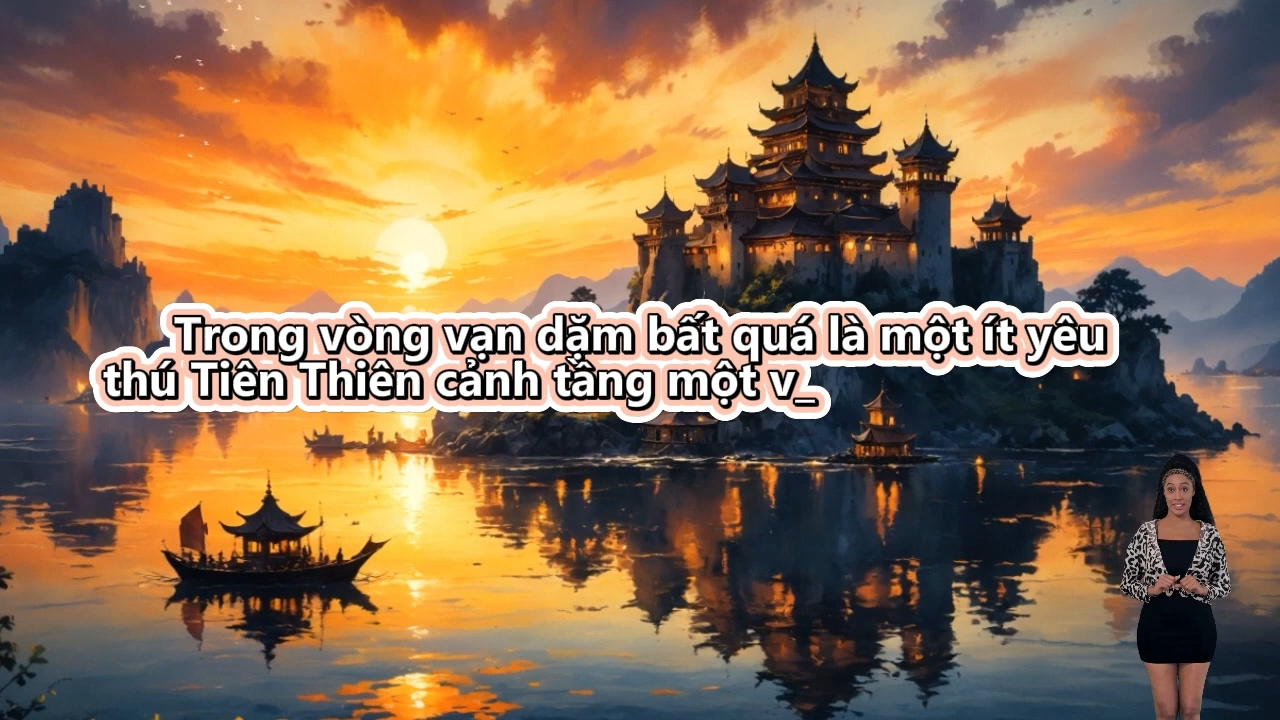 Trong vòng vạn dặm bất quá là một ít yêu
thú Tiên Thiên cảnh tầng một v_